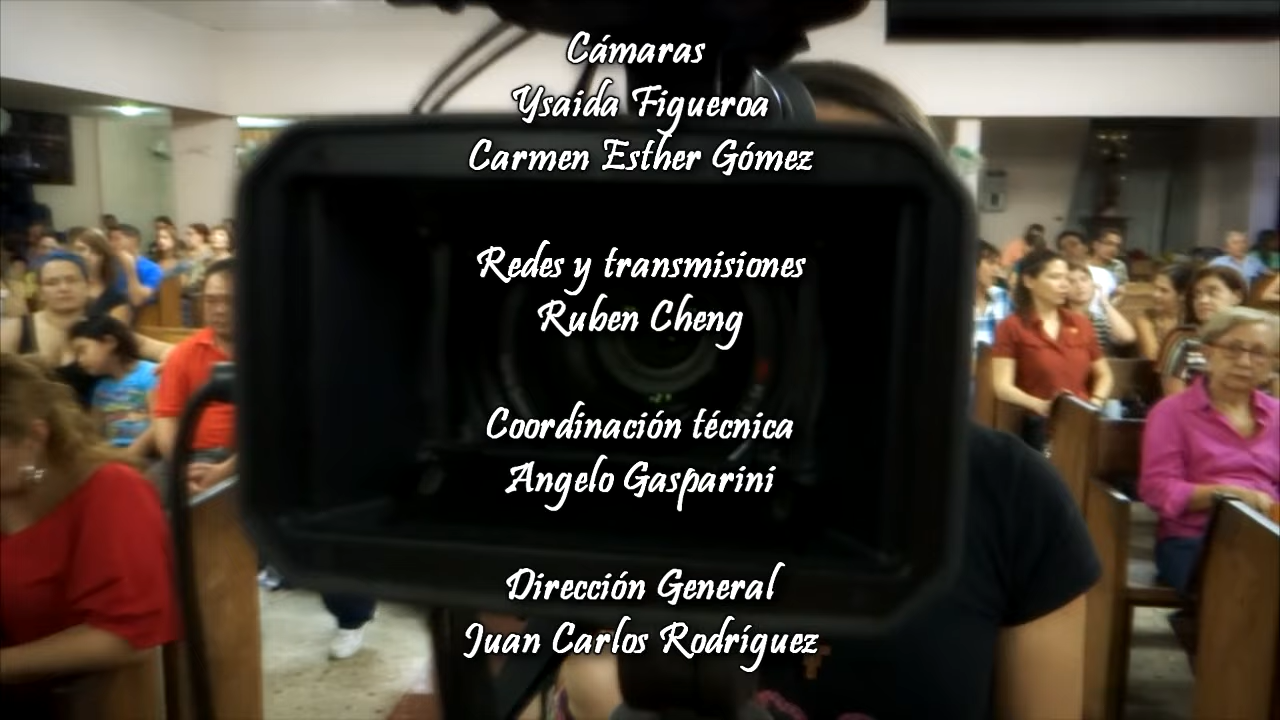 Cámaras
Ysaida Figueroa
Carmen Esther Gómez
Redes y transmisiones
Ruben Cheng
Coordinación técnica
Angelo Gasparini
Dirección General
Juan Carlos Rodríguez